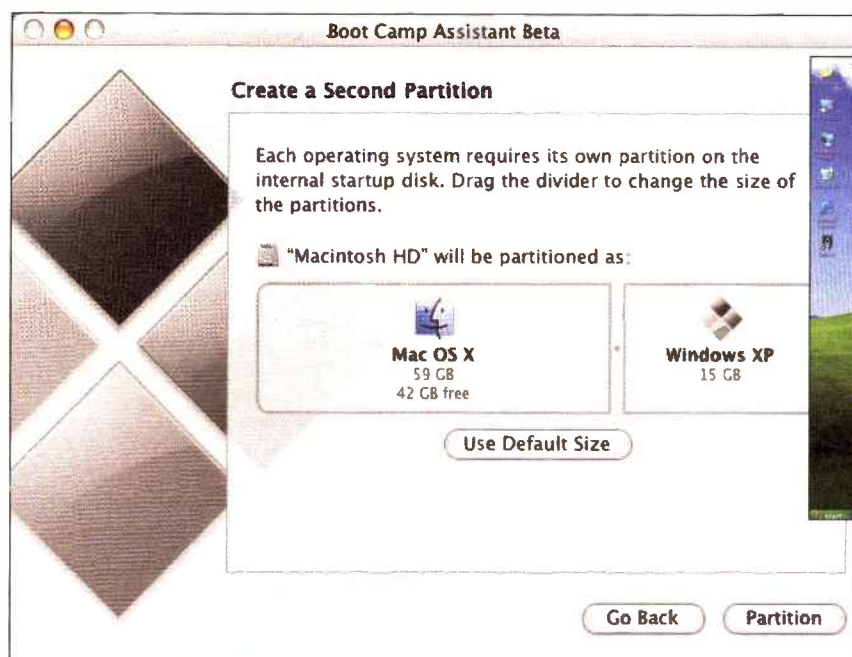 Boot Camp Assistant Beta
Create a Second Partition
Each operating system requires its own partition on the
internal startup disk. Drag the divider to change the size of
the partitions.
"Macintosh HD" will be partitioned as:
Mac OS X
59 GB
42 GB free
Windows XP
15 GB
Use Default Size
start
Go Back
Partition